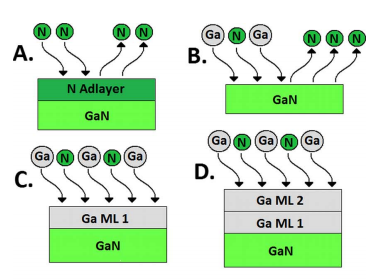 A.
N N N N
N Adlayer
GaN
B.
Ga N Ga N N N
GaN
C.
Ga N Ga N Ga
Ga ML 1
GaN
D.
Ga N Ga N Ga
Ga ML 2
Ga ML 1
GaN